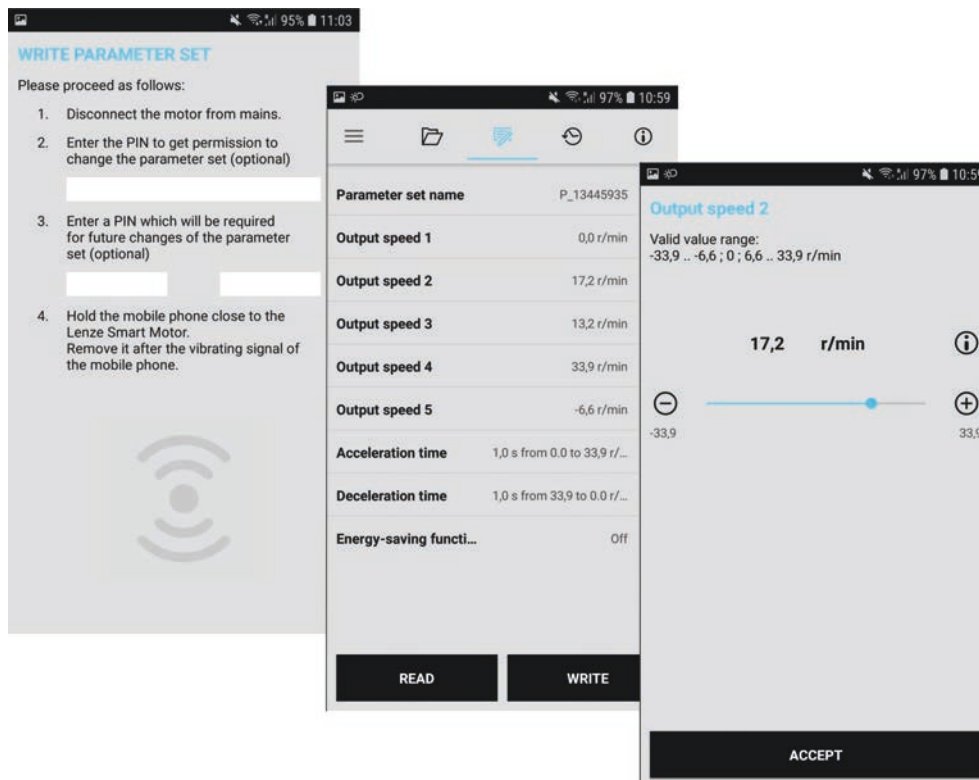 95% 11:03
WRITE PARAMETER SET
Please proceed as follows:
1. Disconnect the motor from mains.
2. Enter the PIN to get permission to
change the parameter set (optional)
3. Enter a PIN which will be required
for future changes of the parameter
set (optional)
4. Hold the mobile phone close to the
Lenze Smart Motor.
Remove it after the vibrating signal of
the mobile phone.
97% 10:59
Parameter set name P_13445935
Output speed 1 0,0 r/min
Output speed 2 17,2 r/min
Output speed 3 13,2 r/min
Output speed 4 33,9 r/min
Output speed 5 -6,6 r/min
Acceleration time 1,0 s from 0.0 to 33,9 r/...
Deceleration time 1,0 s from 33,9 to 0.0 r/...
Energy-saving functi... Off
READ WRITE
97% 10:59
Output speed 2
Valid value range:
-33,9 .. -6,6 ; 0 ; 6,6 .. 33,9 r/min
17,2 r/min
-33,9 33,9
ACCEPT